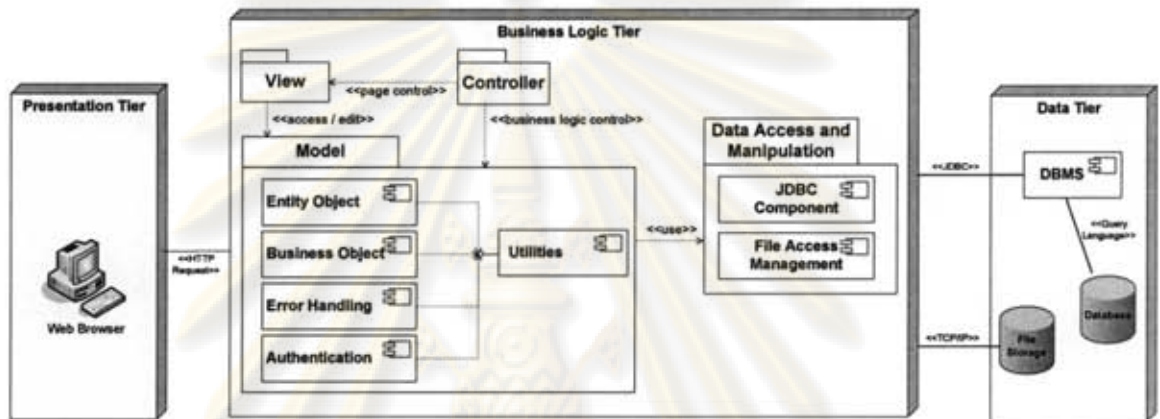 Business Logic Tier
Presentation Tier
Web Browser
<<HTTP
Request>>
View
<<page control>>
Controller
<<access / edit>>
<<business logic control>>
Model
Entity Object
Business Object
Error Handling
Authentication
Utilities
<<use>>
Data Access and
Manipulation
JDBC
Component
File Access
Management
<<JDBC>>
<<TCP/IP>>
Data Tier
DBMS
<<Query
Language>>
Database
File
Storage